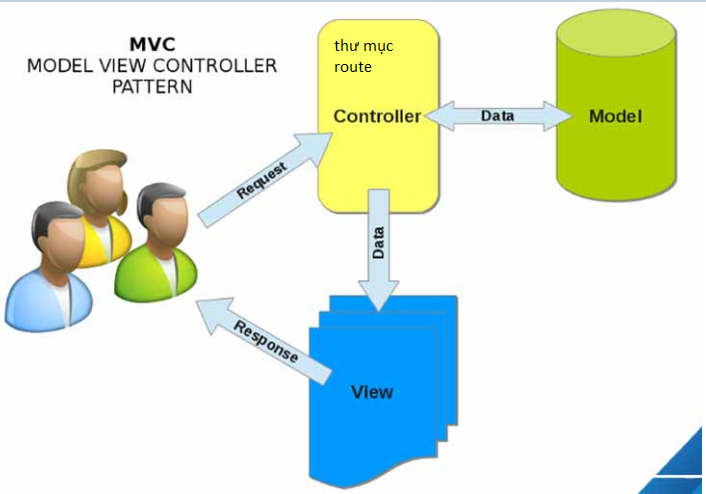 MVC
MODEL VIEW CONTROLLER
PATTERN
thư mục
route
Controller
Data
Model
Request
Data
Response
View